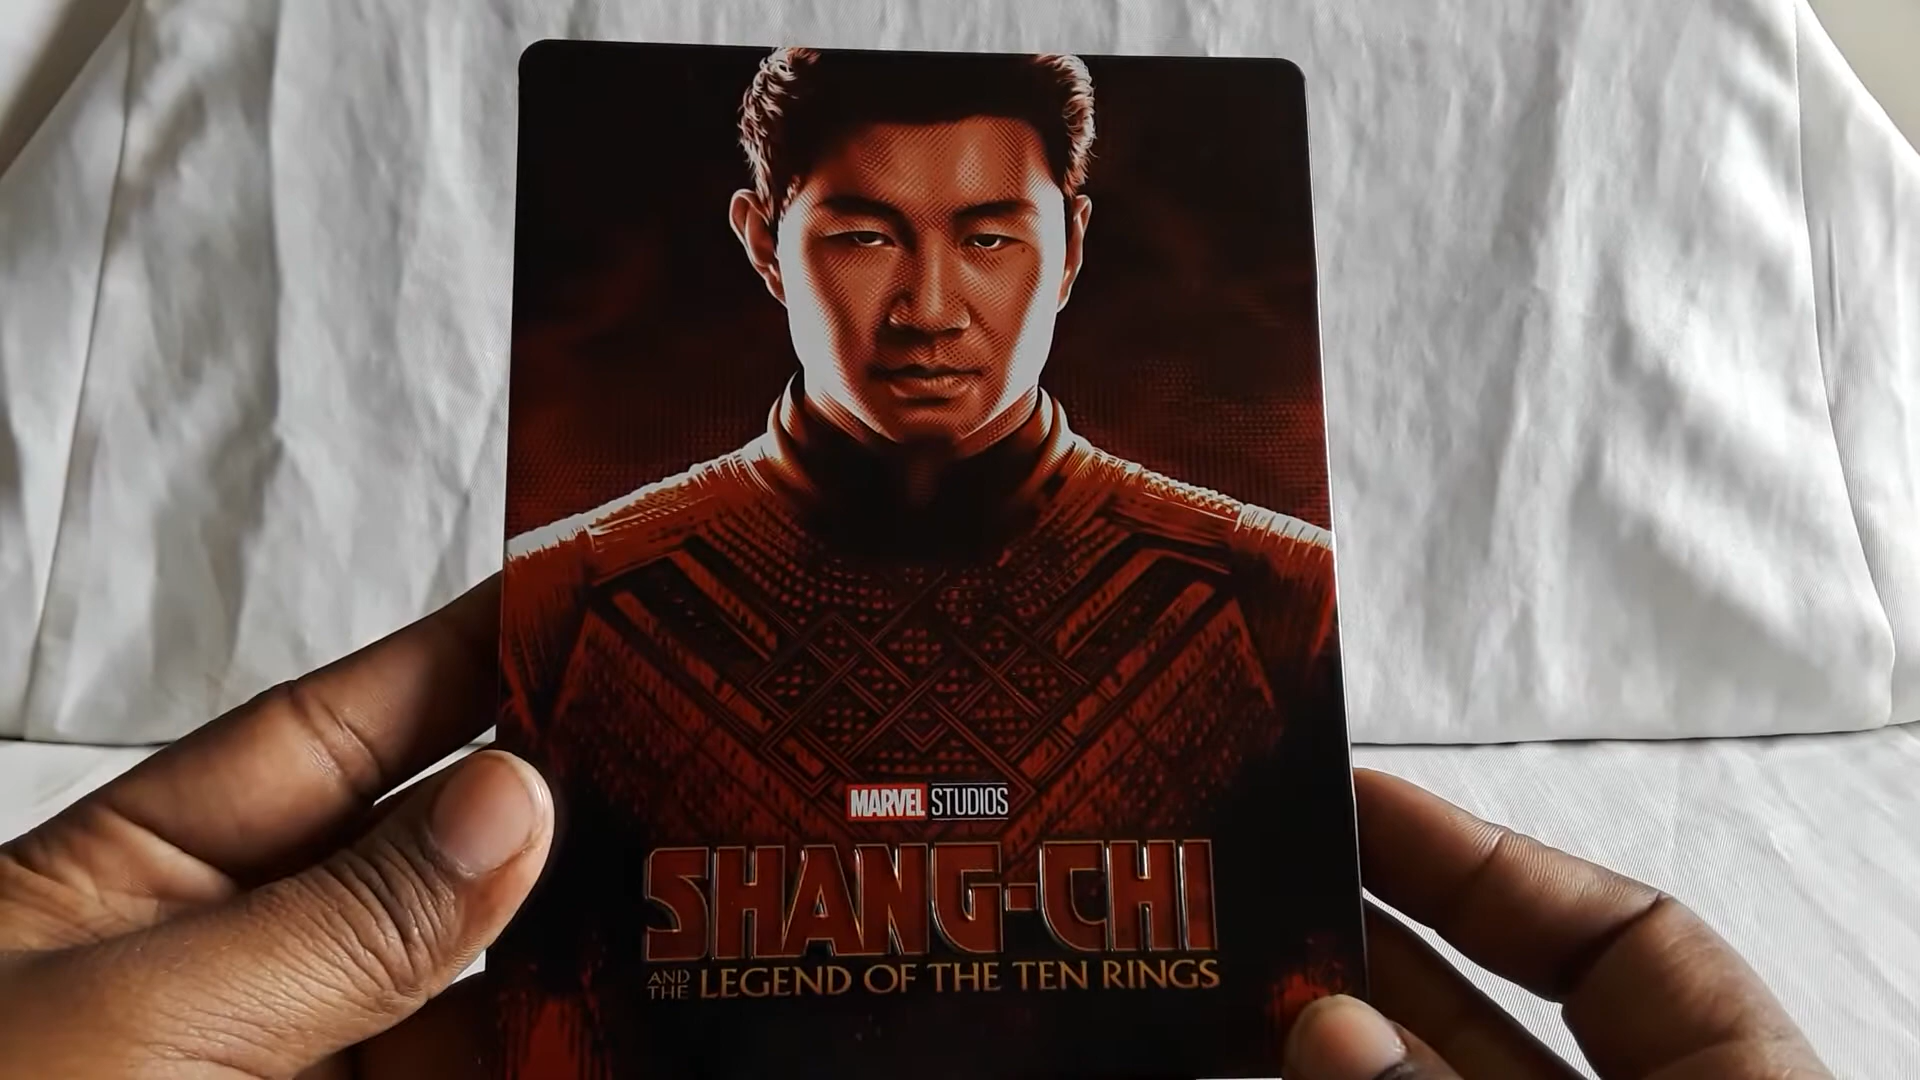 MARVEL STUDIOS
SHANG-CHI
AND THE LEGEND OF THE TEN RINGS